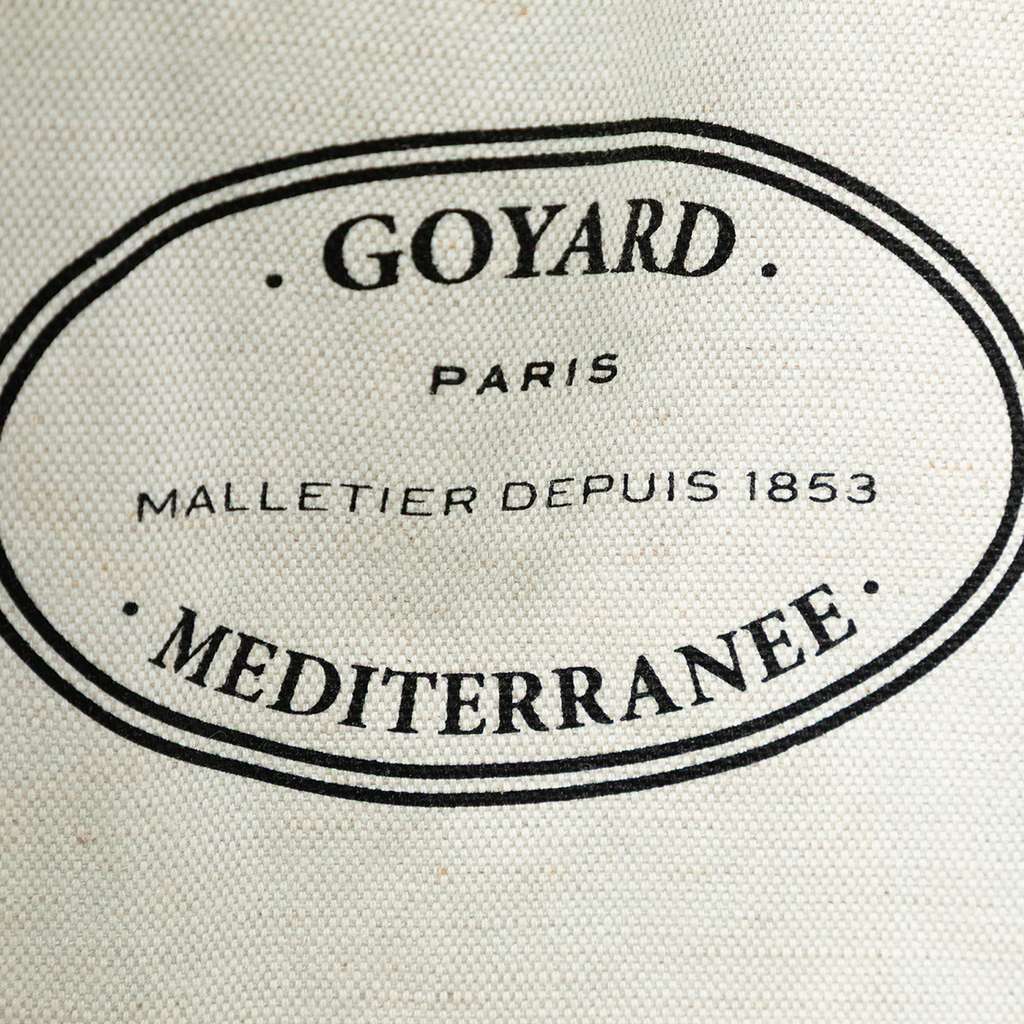 · GOYARD ·
PARIS
MALLETIER DEPUIS 1853
· MEDITERRANEE ·